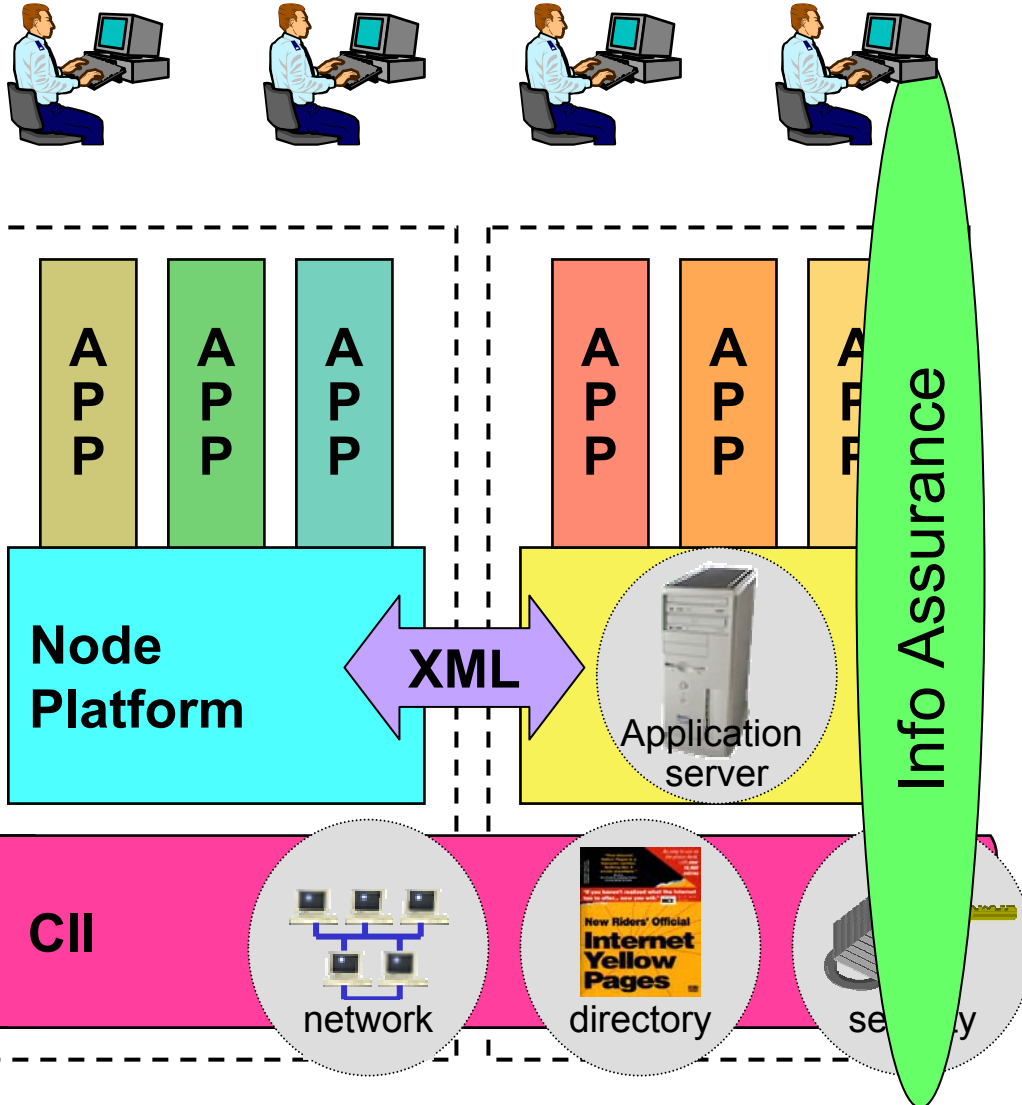 A
P
P
A
P
P
A
P
P
A
P
P
A
P
P
A
P
P
Info Assurance
Node
Platform
XML
Application
server
CII
network
New Riders' Official
Internet
Yellow
Pages
directory